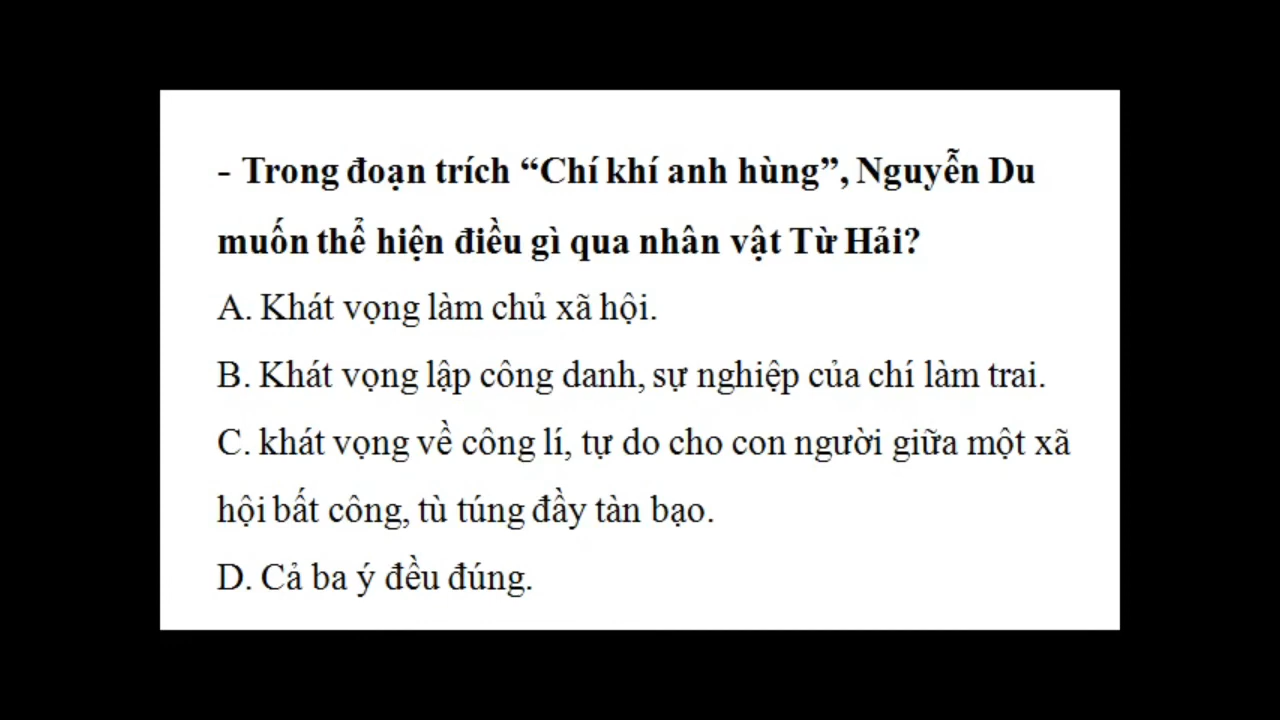 - Trong đoạn trích “Chí khí anh hùng”, Nguyễn Du
muốn thể hiện điều gì qua nhân vật Từ Hải?
A. Khát vọng làm chủ xã hội.
B. Khát vọng lập công danh, sự nghiệp của chí làm trai.
C. khát vọng về công lí, tự do cho con người giữa một xã
hội bất công, tù túng đầy tàn bạo.
D. Cả ba ý đều đúng.